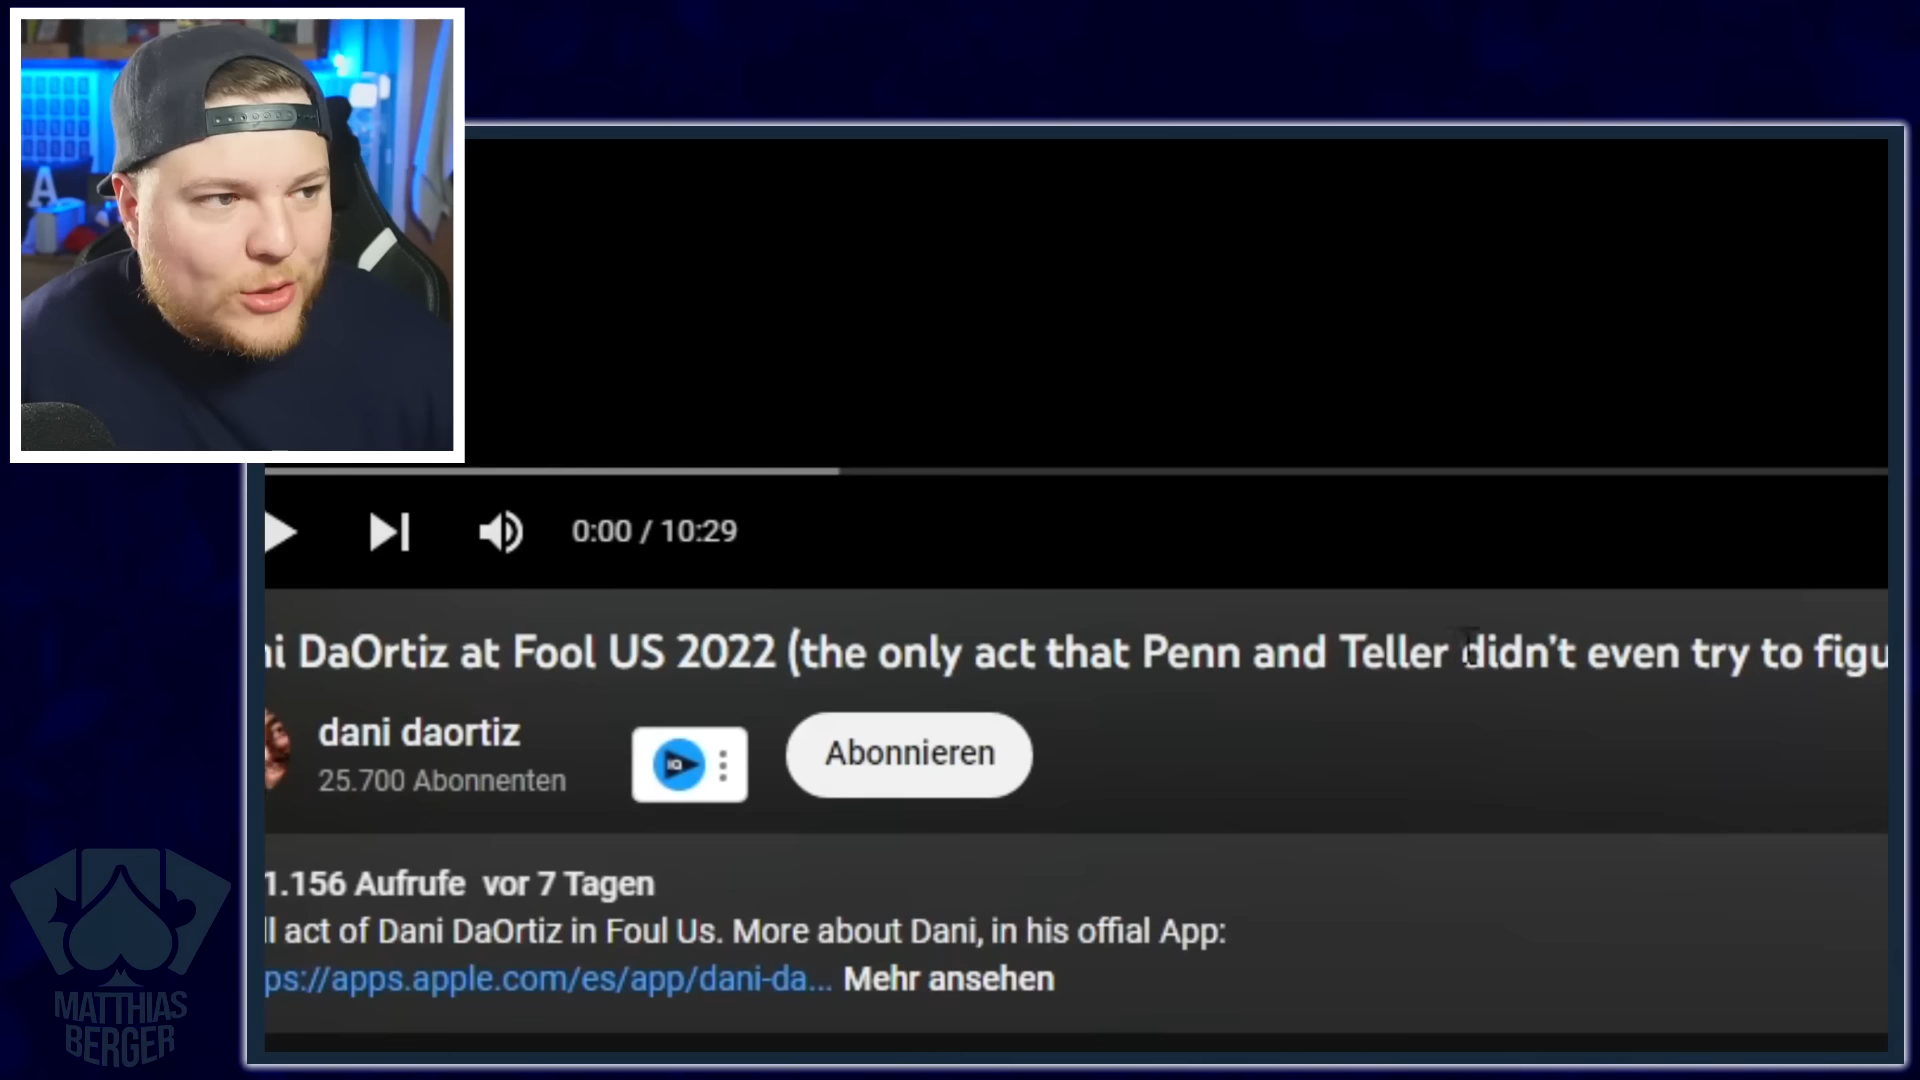 A
0:00 / 10:29
ni DaOrtiz at Fool US 2022 (the only act that Penn and Teller didn't even try to figu
dani daortiz
25.700 Abonnenten
IQ
Abonnieren
1.156 Aufrufe vor 7 Tagen
ll act of Dani DaOrtiz in Foul Us. More about Dani, in his offial App:
ps://apps.apple.com/es/app/dani-da... Mehr ansehen
MATTHIAS
BERGER